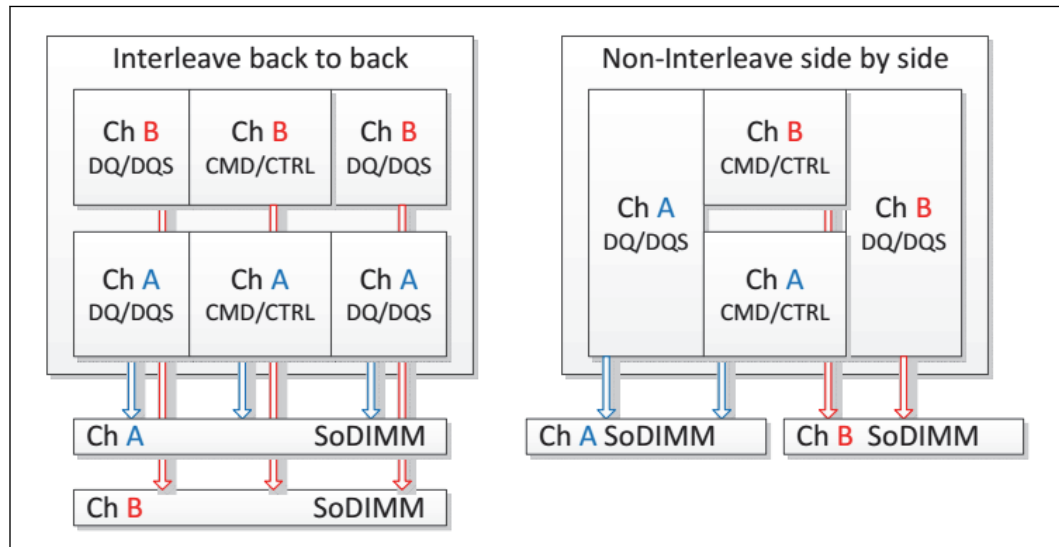 Interleave back to back
Ch B
DQ/DQS
Ch B
CMD/CTRL
Ch B
DQ/DQS
Ch A
DQ/DQS
Ch A
CMD/CTRL
Ch A
DQ/DQS
Ch A SoDIMM
Ch B SoDIMM
Non-Interleave side by side
Ch A
DQ/DQS
Ch B
CMD/CTRL
Ch A
CMD/CTRL
Ch B
DQ/DQS
Ch A SoDIMM
Ch B SoDIMM